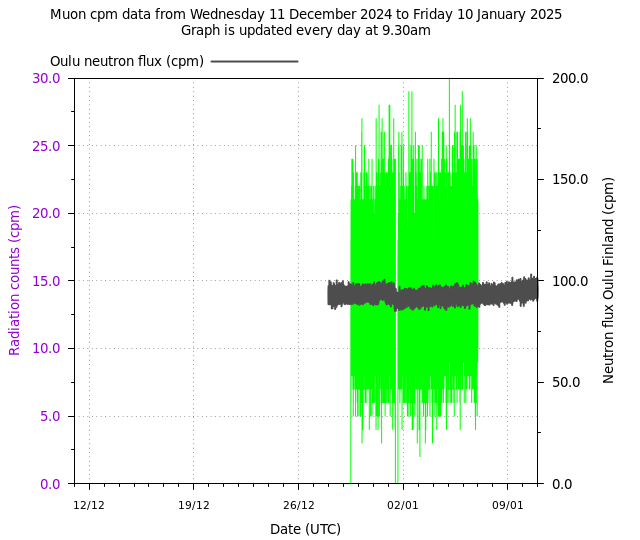 Muon cpm data from Wednesday 11 December 2024 to Friday 10 January 2025
Graph is updated every day at 9.30am
Oulu neutron flux (cpm)
30.0
25.0
20.0
15.0
10.0
5.0
0.0
Radiation counts (cpm)
200.0
150.0
100.0
50.0
0.0
Neutron flux Oulu Finland (cpm)
12/12 19/12 26/12 02/01 09/01
Date (UTC)